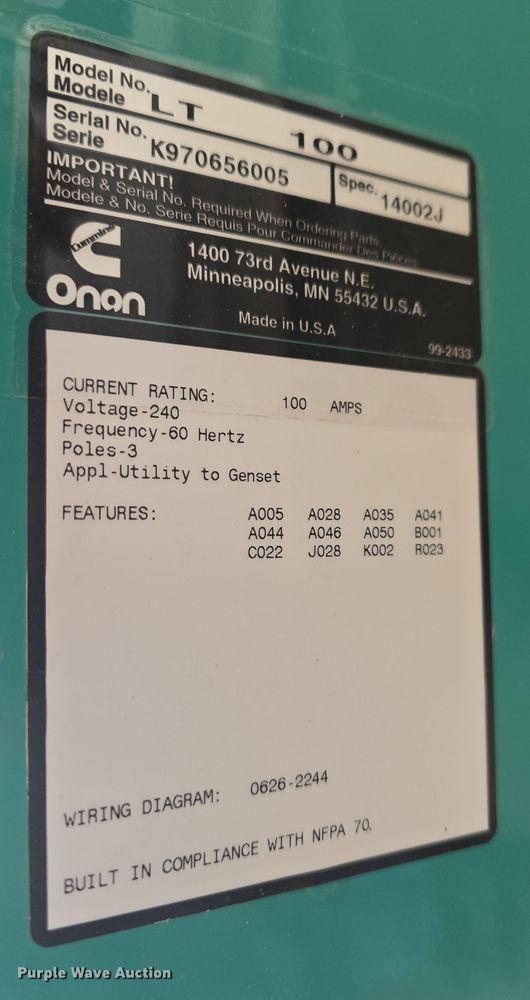 Model No. LT 100
Modele
Serial No. K970656005 Spec. 14002J
Serie
IMPORTANT!
Model & Serial No. Required When Ordering Parts.
Modele & No. Serie Requis Pour Commander Des Pièces
Cummins
Onan
1400 73rd Avenue N.E.
Minneapolis, MN 55432 U.S.A.
Made in U.S.A
99-2433
CURRENT RATING: 100 AMPS
Voltage-240
Frequency-60 Hertz
Poles-3
Appl-Utility to Genset
FEATURES: A005 A028 A035 A041
A044 A046 A050 B001
C022 J028 K002 R023
WIRING DIAGRAM: 0626-2244
BUILT IN COMPLIANCE WITH NFPA 70.
Purple Wave Auction